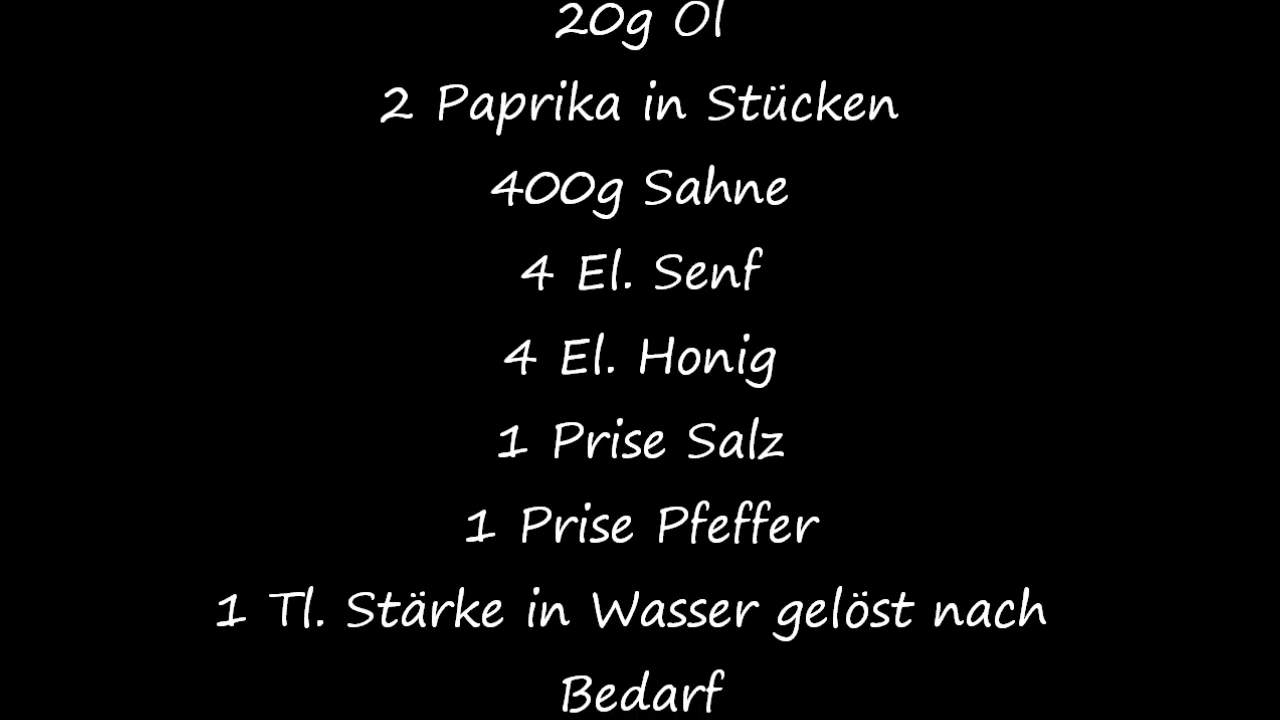 20g Öl
2 Paprika in Stücken
400g Sahne
4 El. Senf
4 El. Honig
1 Prise Salz
1 Prise Pfeffer
1 Tl. Stärke in Wasser gelöst nach
Bedarf